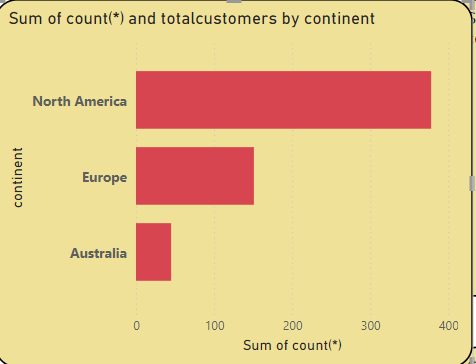 Sum of count(*) and totalcustomers by continent
North America
Europe
Australia
continent
0 100 200 300 400
Sum of count(*)